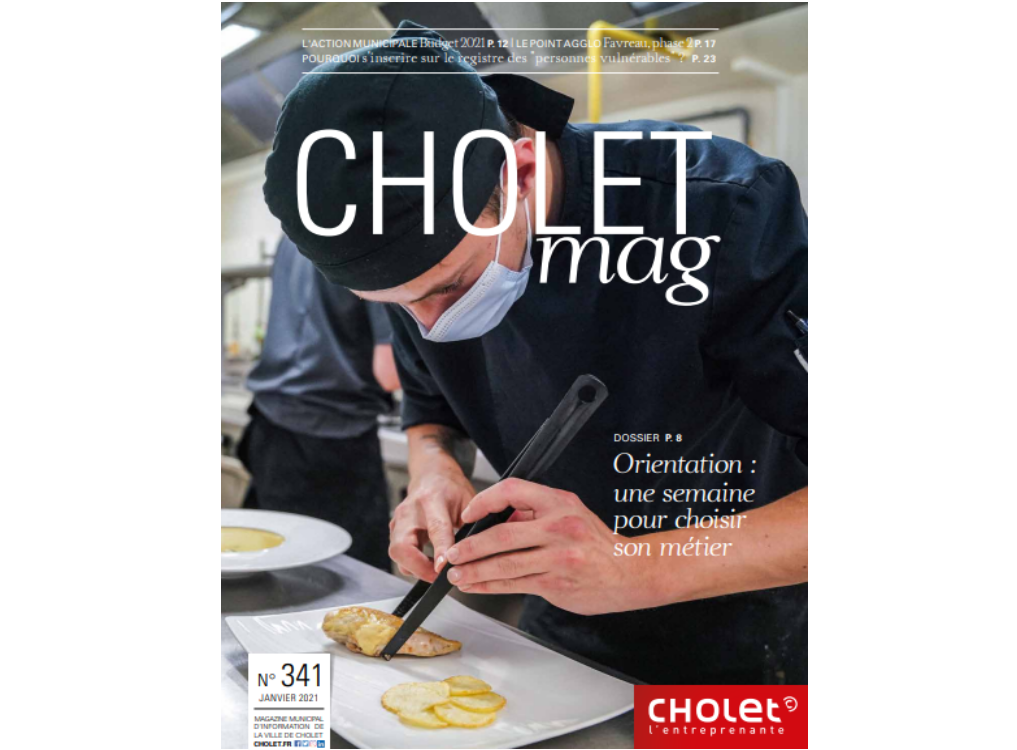 L'ACTION MUNICIPALE Budget 2021 P. 12 | LE POINT AGGLO Favreau, phase 2 P. 17
POURQUOI s'inscrire sur le registre des "personnes vulnérables" ? P. 23
CHOLET
mag
DOSSIER P. 8
Orientation :
une semaine
pour choisir
son métier
N° 341
JANVIER 2021
MAGAZINE MUNICIPAL
D'INFORMATION DE
LA VILLE DE CHOLET
CHOLET.FR
CHOLET
l'entreprenante